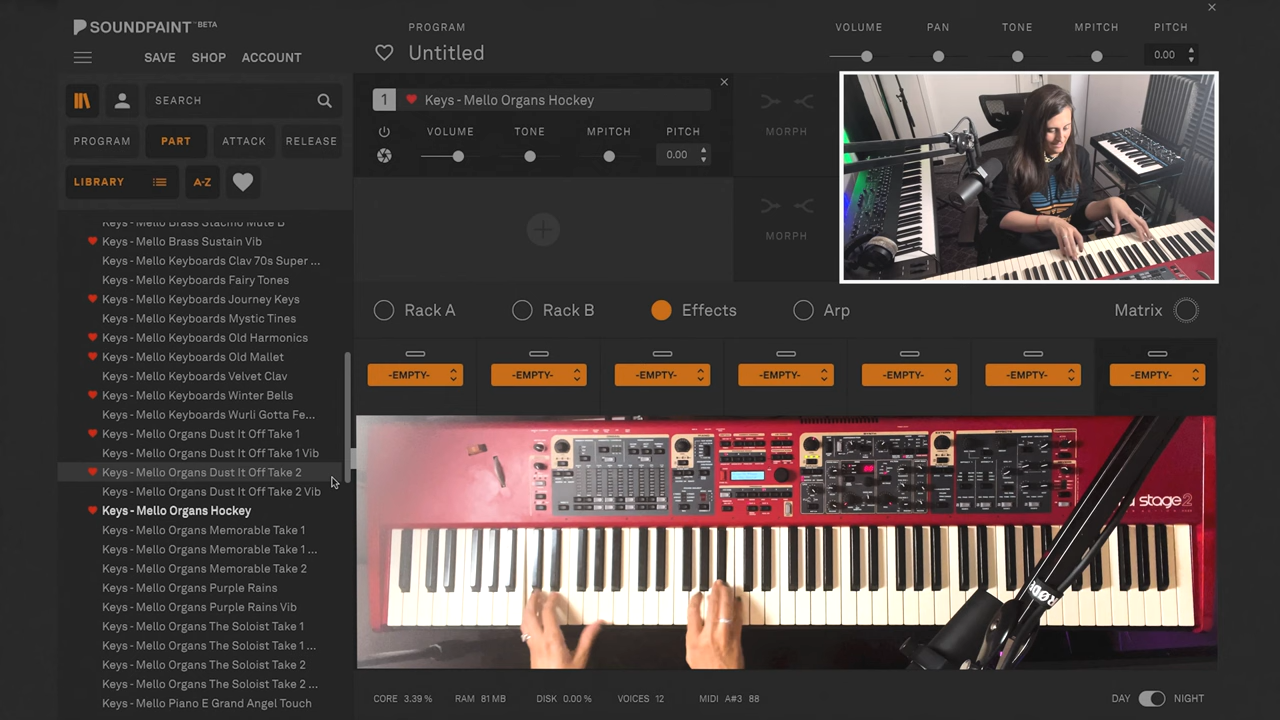 SOUNDPAINT BETA
SAVE SHOP ACCOUNT
SEARCH
PROGRAM PART ATTACK RELEASE
LIBRARY A-Z
Keys - Mello Brass Staccato Mute B
Keys - Mello Brass Sustain Vib
Keys - Mello Keyboards Clav 70s Super ...
Keys - Mello Keyboards Fairy Tones
Keys - Mello Keyboards Journey Keys
Keys - Mello Keyboards Mystic Tines
Keys - Mello Keyboards Old Harmonics
Keys - Mello Keyboards Old Mallet
Keys - Mello Keyboards Velvet Clav
Keys - Mello Keyboards Winter Bells
Keys - Mello Keyboards Wurli Gotta Fe...
Keys - Mello Organs Dust It Off Take 1
Keys - Mello Organs Dust It Off Take 1 Vib
Keys - Mello Organs Dust It Off Take 2
Keys - Mello Organs Dust It Off Take 2 Vib
Keys - Mello Organs Hockey
Keys - Mello Organs Memorable Take 1
Keys - Mello Organs Memorable Take 1 ...
Keys - Mello Organs Memorable Take 2
Keys - Mello Organs Purple Rains
Keys - Mello Organs Purple Rains Vib
Keys - Mello Organs The Soloist Take 1
Keys - Mello Organs The Soloist Take 1 ...
Keys - Mello Organs The Soloist Take 2
Keys - Mello Organs The Soloist Take 2 ...
Keys - Mello Piano E Grand Angel Touch
PROGRAM
Untitled
VOLUME PAN TONE MPITCH PITCH
0.00
1 Keys - Mello Organs Hockey
VOLUME TONE MPITCH PITCH
0.00
MORPH
MORPH
Rack A Rack B Effects Arp Matrix
-EMPTY- -EMPTY- -EMPTY- -EMPTY- -EMPTY- -EMPTY- -EMPTY-
stage 2
RØDE
CORE 3.39 % RAM 81 MB DISK 0.00 % VOICES 12 MIDI A#3 88
DAY NIGHT